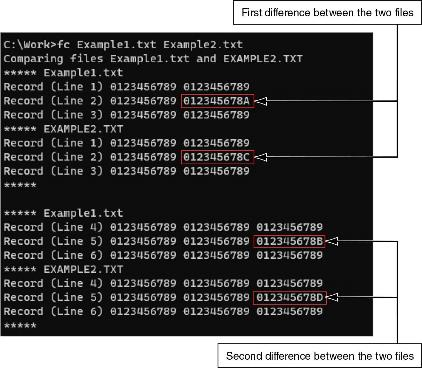 First difference between the two files
C:\Work>fc Example1.txt Example2.txt
Comparing files Example1.txt and EXAMPLE2.TXT
***** Example1.txt
Record (Line 1) 0123456789 0123456789
Record (Line 2) 0123456789 012345678A
Record (Line 3) 0123456789 0123456789
***** EXAMPLE2.TXT
Record (Line 1) 0123456789 0123456789
Record (Line 2) 0123456789 012345678C
Record (Line 3) 0123456789 0123456789
*****
***** Example1.txt
Record (Line 4) 0123456789 0123456789 0123456789
Record (Line 5) 0123456789 0123456789 012345678B
Record (Line 6) 0123456789 0123456789 0123456789
***** EXAMPLE2.TXT
Record (Line 4) 0123456789 0123456789 0123456789
Record (Line 5) 0123456789 0123456789 012345678D
Record (Line 6) 0123456789 0123456789 0123456789
*****
Second difference between the two files